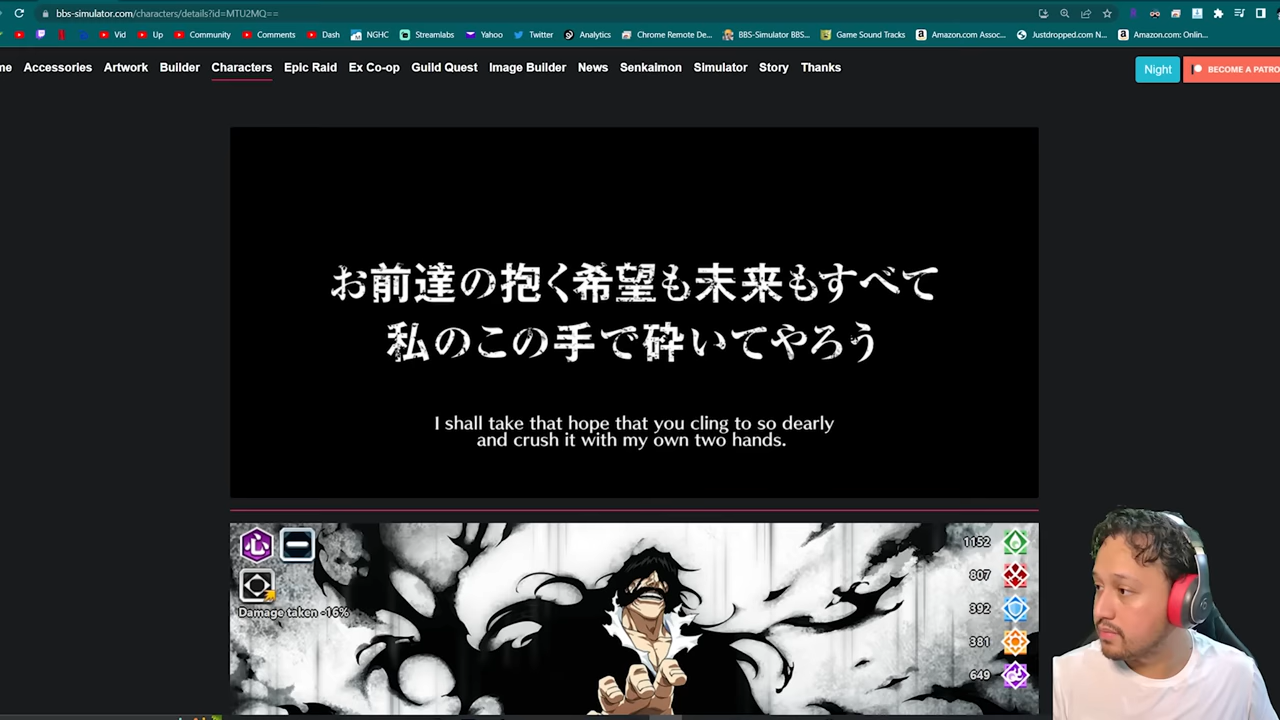 bbs-simulator.com/characters/details?id=MTU2MQ==
Vid
Up
Community
Comments
Dash
NGHC
Streamlabs
Yahoo
Twitter
Analytics
Chrome Remote De...
BBS-Simulator BBS...
Game Sound Tracks
Amazon.com Assoc...
Justdropped.com N...
Amazon.com: Onlin...
me
Accessories
Artwork
Builder
Characters
Epic Raid
Ex Co-op
Guild Quest
Image Builder
News
Senkaimon
Simulator
Story
Thanks
Night
BECOME A PATRO
お前達の抱く希望も未来もすべて
私のこの手で砕いてやろう
I shall take that hope that you cling to so dearly
and crush it with my own two hands.
Damage taken -16%
1152
807
392
381
649